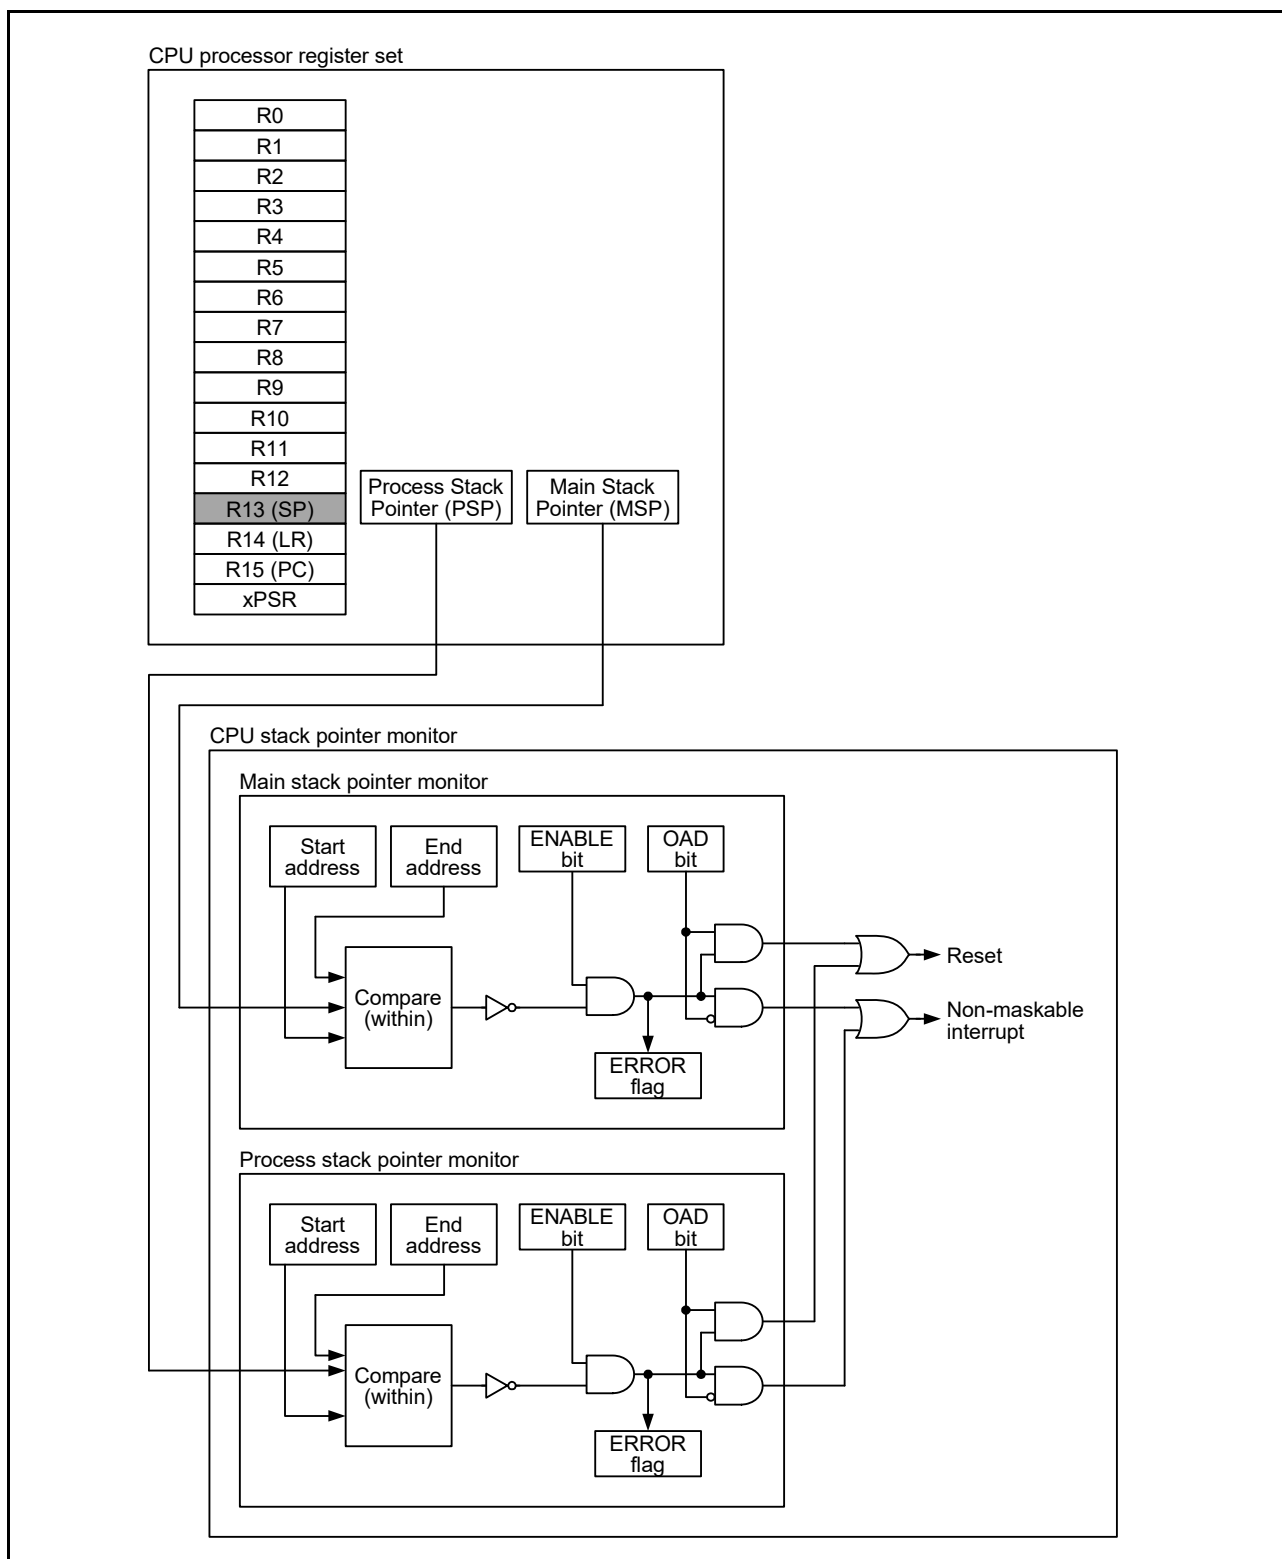 CPU processor register set
R0
R1
R2
R3
R4
R5
R6
R7
R8
R9
R10
R11
R12
R13 (SP)
R14 (LR)
R15 (PC)
xPSR
Process Stack
Pointer (PSP)
Main Stack
Pointer (MSP)
CPU stack pointer monitor
Main stack pointer monitor
Start
address
End
address
ENABLE
bit
OAD
bit
Compare
(within)
ERROR
flag
Reset
Non-maskable
interrupt
Process stack pointer monitor
Start
address
End
address
ENABLE
bit
OAD
bit
Compare
(within)
ERROR
flag